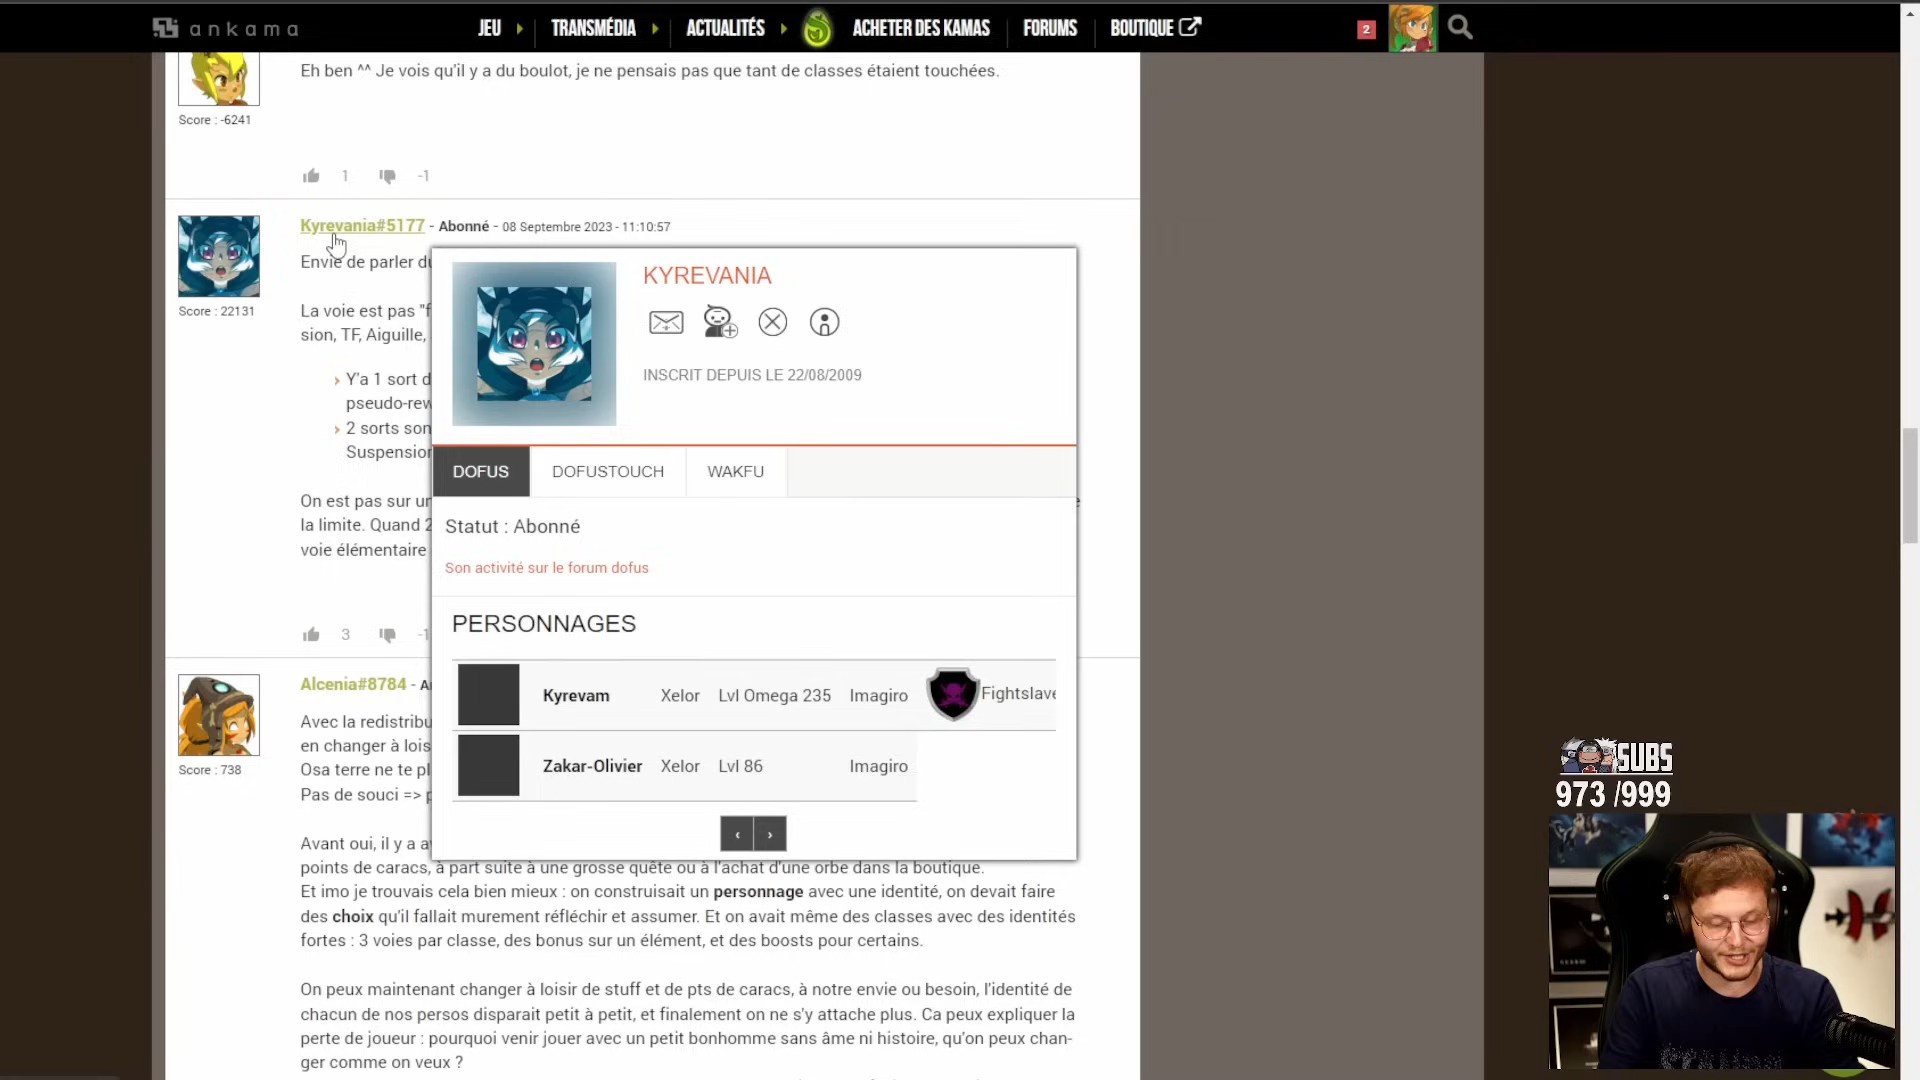 ankama
JEU
TRANSMÉDIA
ACTUALITÉS
ACHETER DES KAMAS
FORUMS
BOUTIQUE
2
Eh ben ^^ Je vois qu'il y a du boulot, je ne pensais pas que tant de classes étaient touchées.
Score : -6241
1 -1
Kyrevania#5177 - Abonné - 08 Septembre 2023 - 11:10:57
Envie de parler du
Score : 22131
La voie est pas "f
sion, TF, Aiguille,
Y'a 1 sort d
pseudo-rew
2 sorts son
Suspension
On est pas sur un
la limite. Quand 2
voie élémentaire
3 -1
KYREVANIA
INSCRIT DEPUIS LE 22/08/2009
DOFUS
DOFUSTOUCH
WAKFU
Statut : Abonné
Son activité sur le forum dofus
PERSONNAGES
Kyrevam Xelor Lvl Omega 235 Imagiro Fightslave
Zakar-Olivier Xelor Lvl 86 Imagiro
‹ ›
Alcenia#8784 -
Score : 738
Avec la redistribu
en changer à lois
Osa terre ne te pl
Pas de souci => p
Avant oui, il y a a
points de caracs, à part suite à une grosse quête ou à l'achat d'une orbe dans la boutique.
Et imo je trouvais cela bien mieux : on construisait un personnage avec une identité, on devait faire
des choix qu'il fallait murement réfléchir et assumer. Et on avait même des classes avec des identités
fortes : 3 voies par classe, des bonus sur un élément, et des boosts pour certains.
On peux maintenant changer à loisir de stuff et de pts de caracs, à notre envie ou besoin, l'identité de
chacun de nos persos disparait petit à petit, et finalement on ne s'y attache plus. Ca peux expliquer la
perte de joueur : pourquoi venir jouer avec un petit bonhomme sans âme ni histoire, qu'on peux chan-
ger comme on veux ?
SUBS
973 /999